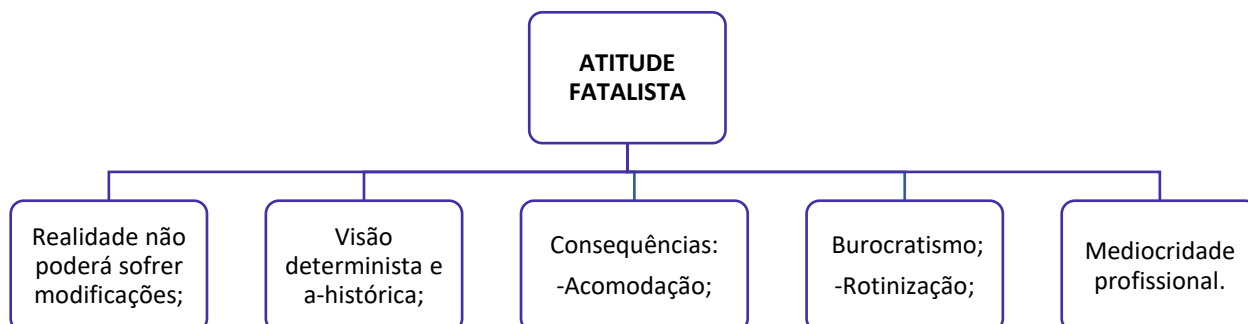 ATITUDE
FATALISTA
Realidade não
poderá sofrer
modificações;
Visão
determinista e
a-histórica;
Consequências:
-Acomodação;
Burocratismo;
-Rotinização;
Mediocridade
profissional.